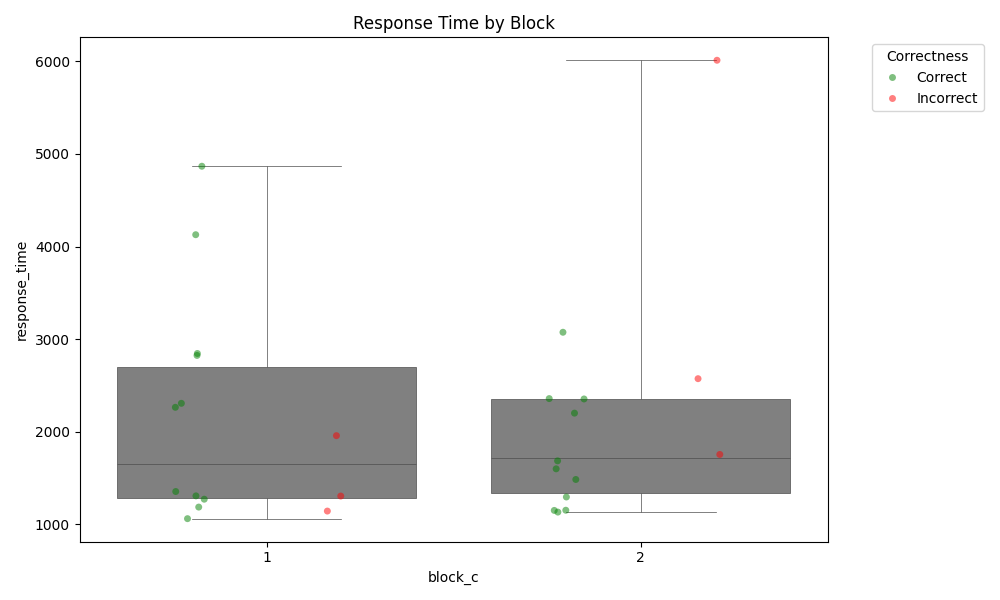 Response Time by Block
Correctness
Correct
Incorrect
response_time
6000
5000
4000
3000
2000
1000
1
2
block_c